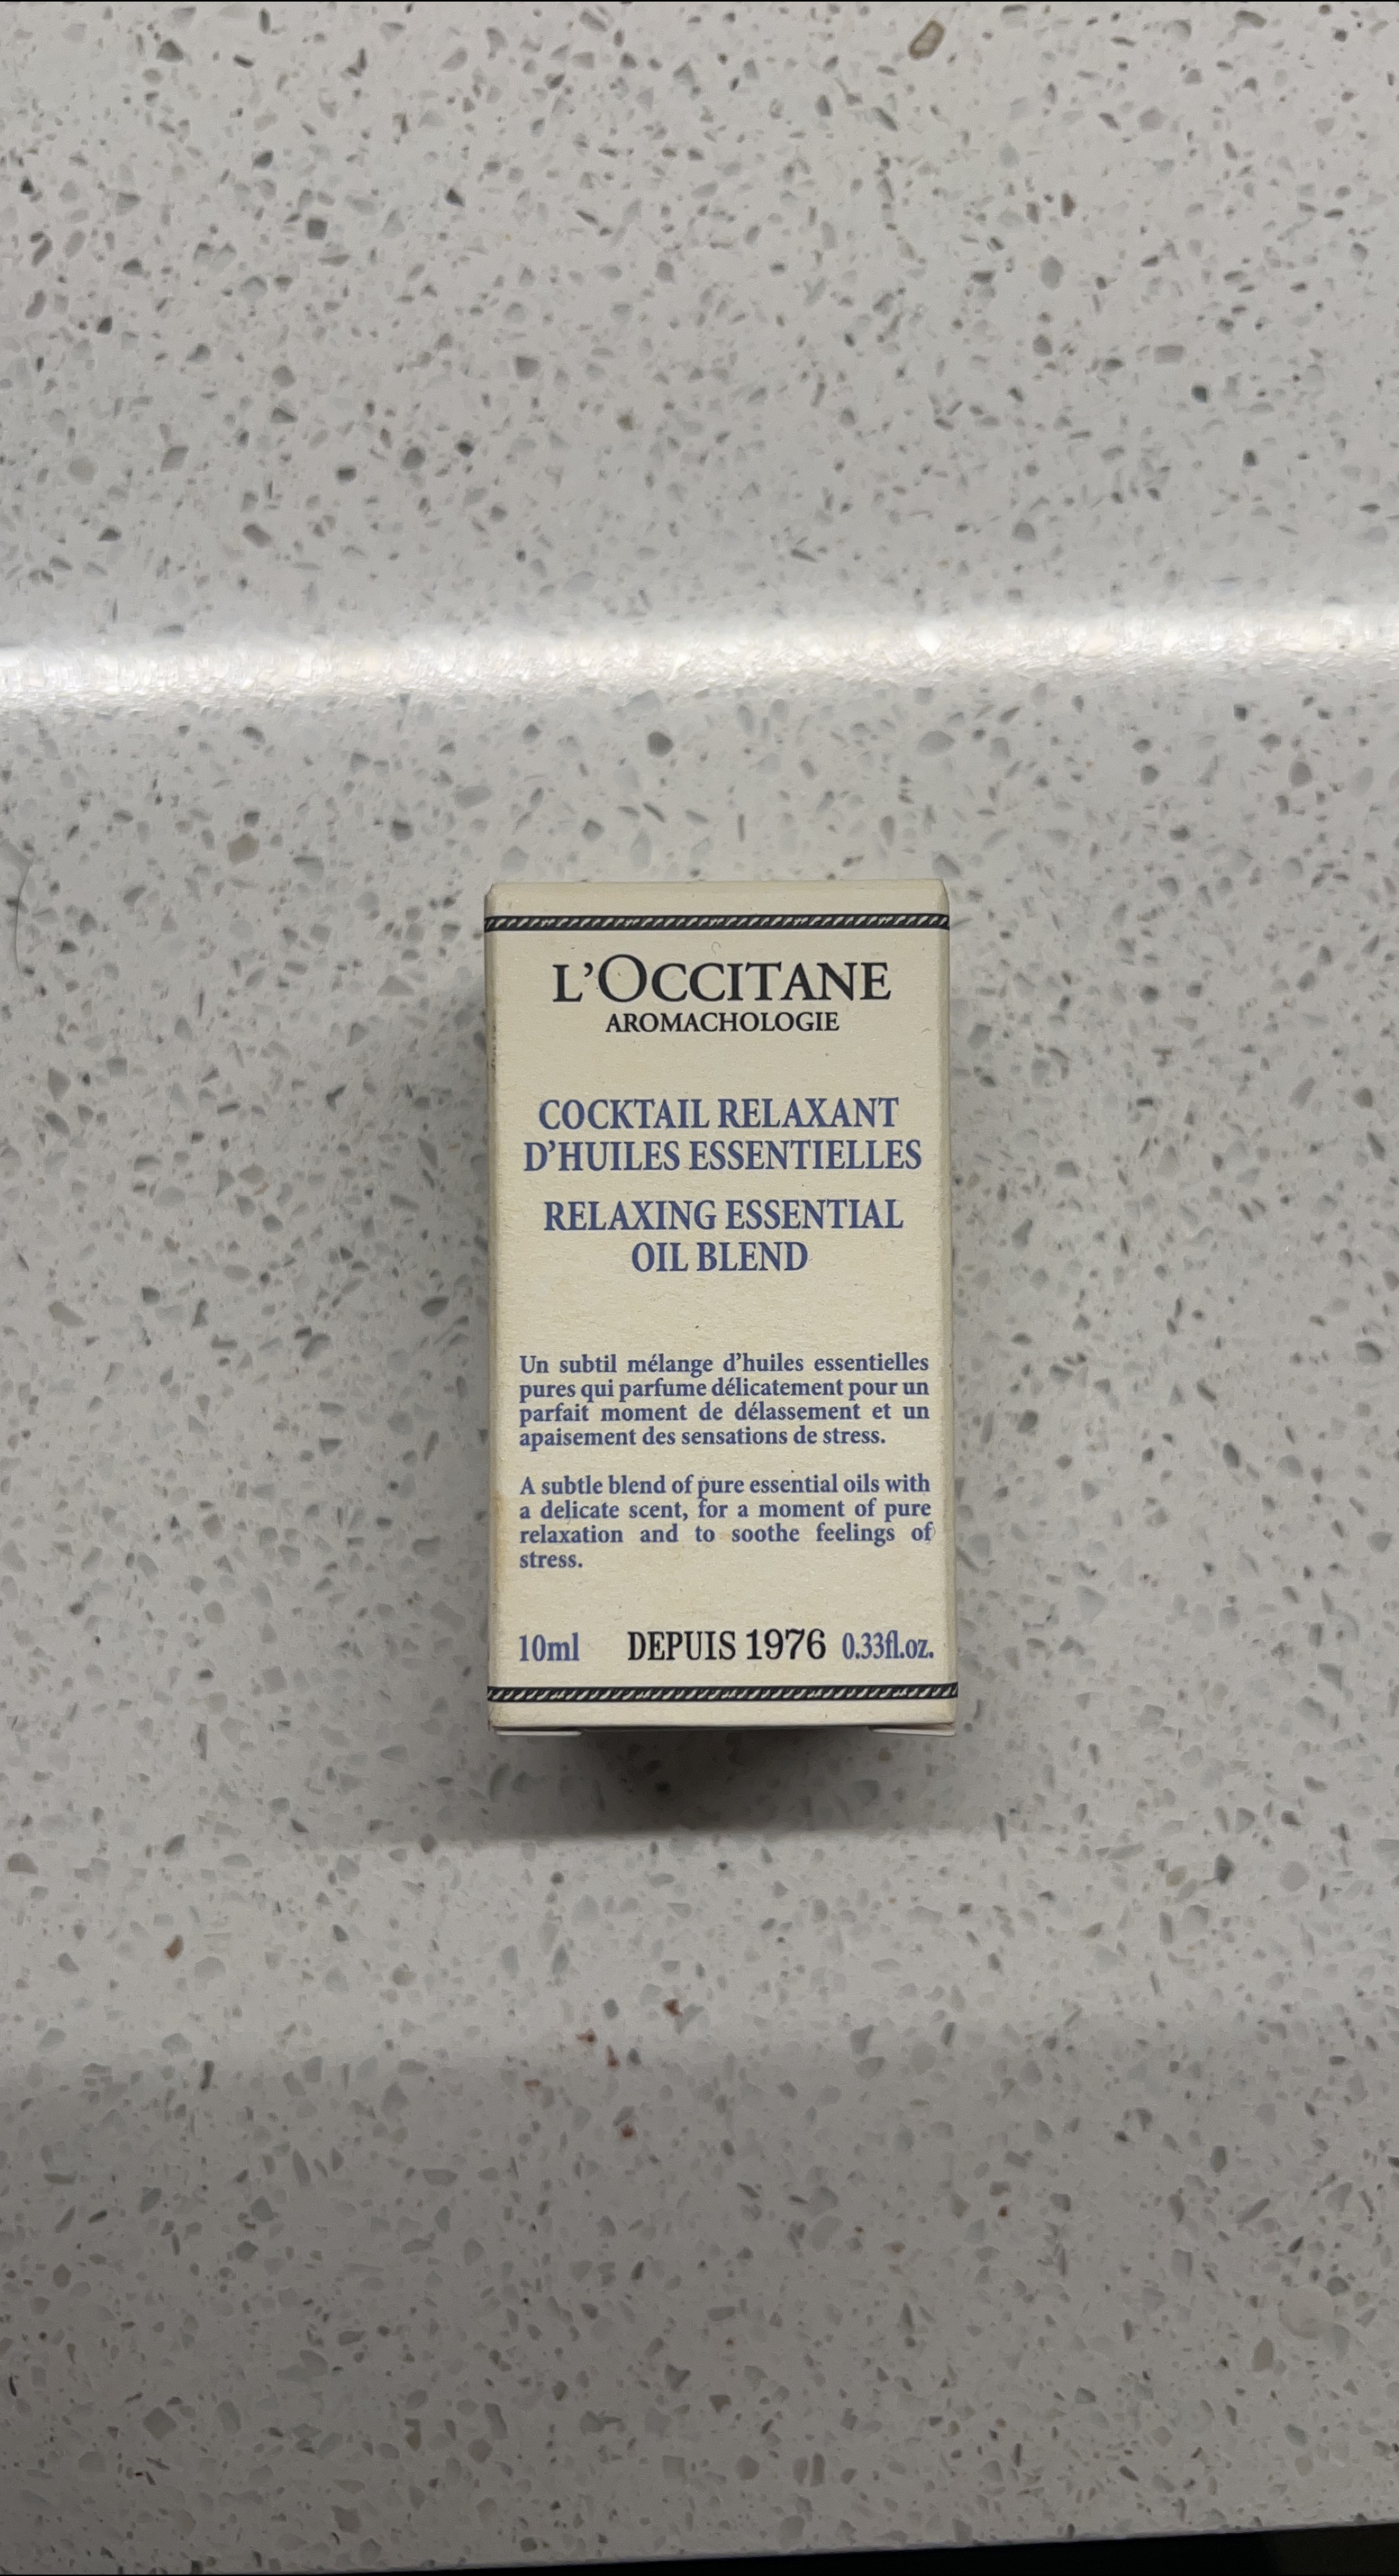 L'OCCITANE
AROMACHOLOGIE
COCKTAIL RELAXANT
D'HUILES ESSENTIELLES
RELAXING ESSENTIAL
OIL BLEND
Un subtil mélange d'huiles essentielles
pures qui parfume délicatement pour un
parfait moment de délassement et un
apaisement des sensations de stress.
A subtle blend of pure essential oils with
a delicate scent, for a moment of pure
relaxation and to soothe feelings of
stress.
10ml DEPUIS 1976 0.33fl.oz.